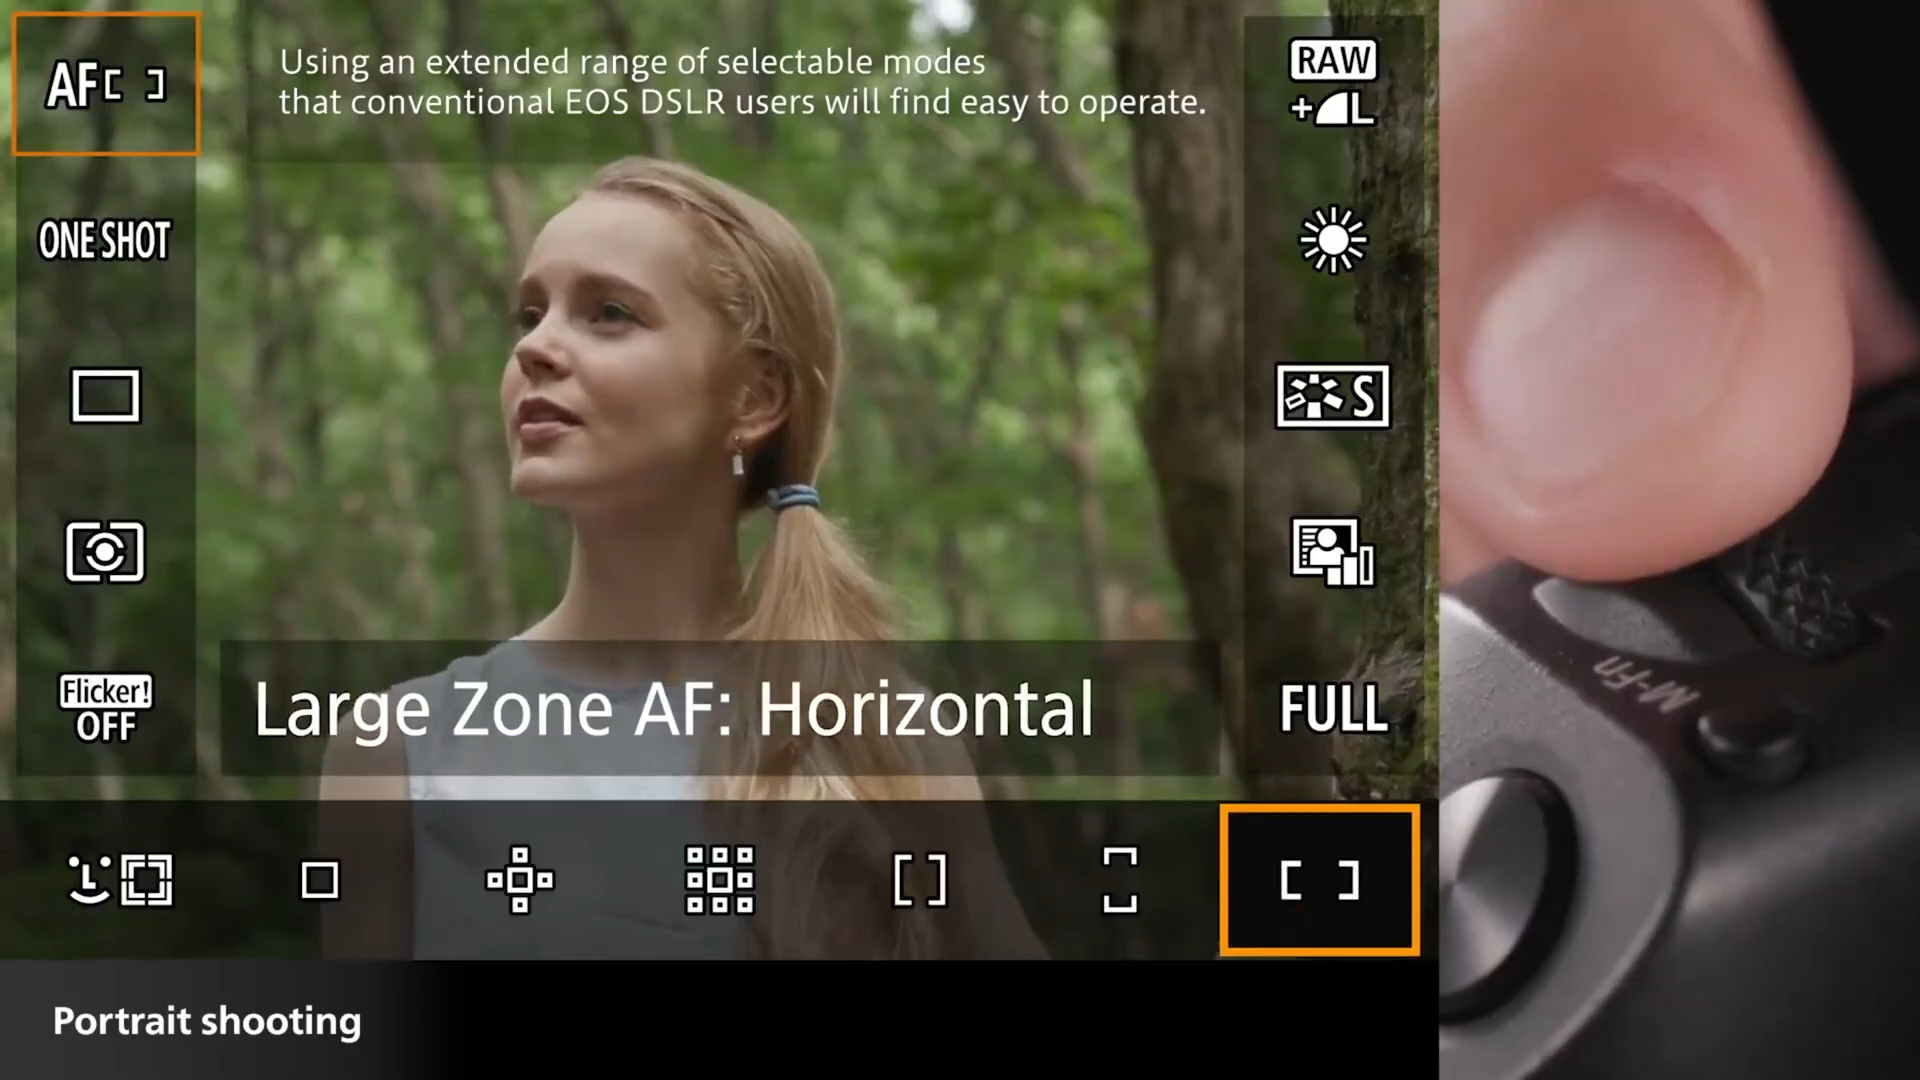 AF
Using an extended range of selectable modes
that conventional EOS DSLR users will find easy to operate.
RAW
+L
ONE SHOT
S
Flicker!
OFF
Large Zone AF: Horizontal
FULL
M-Fn
Portrait shooting